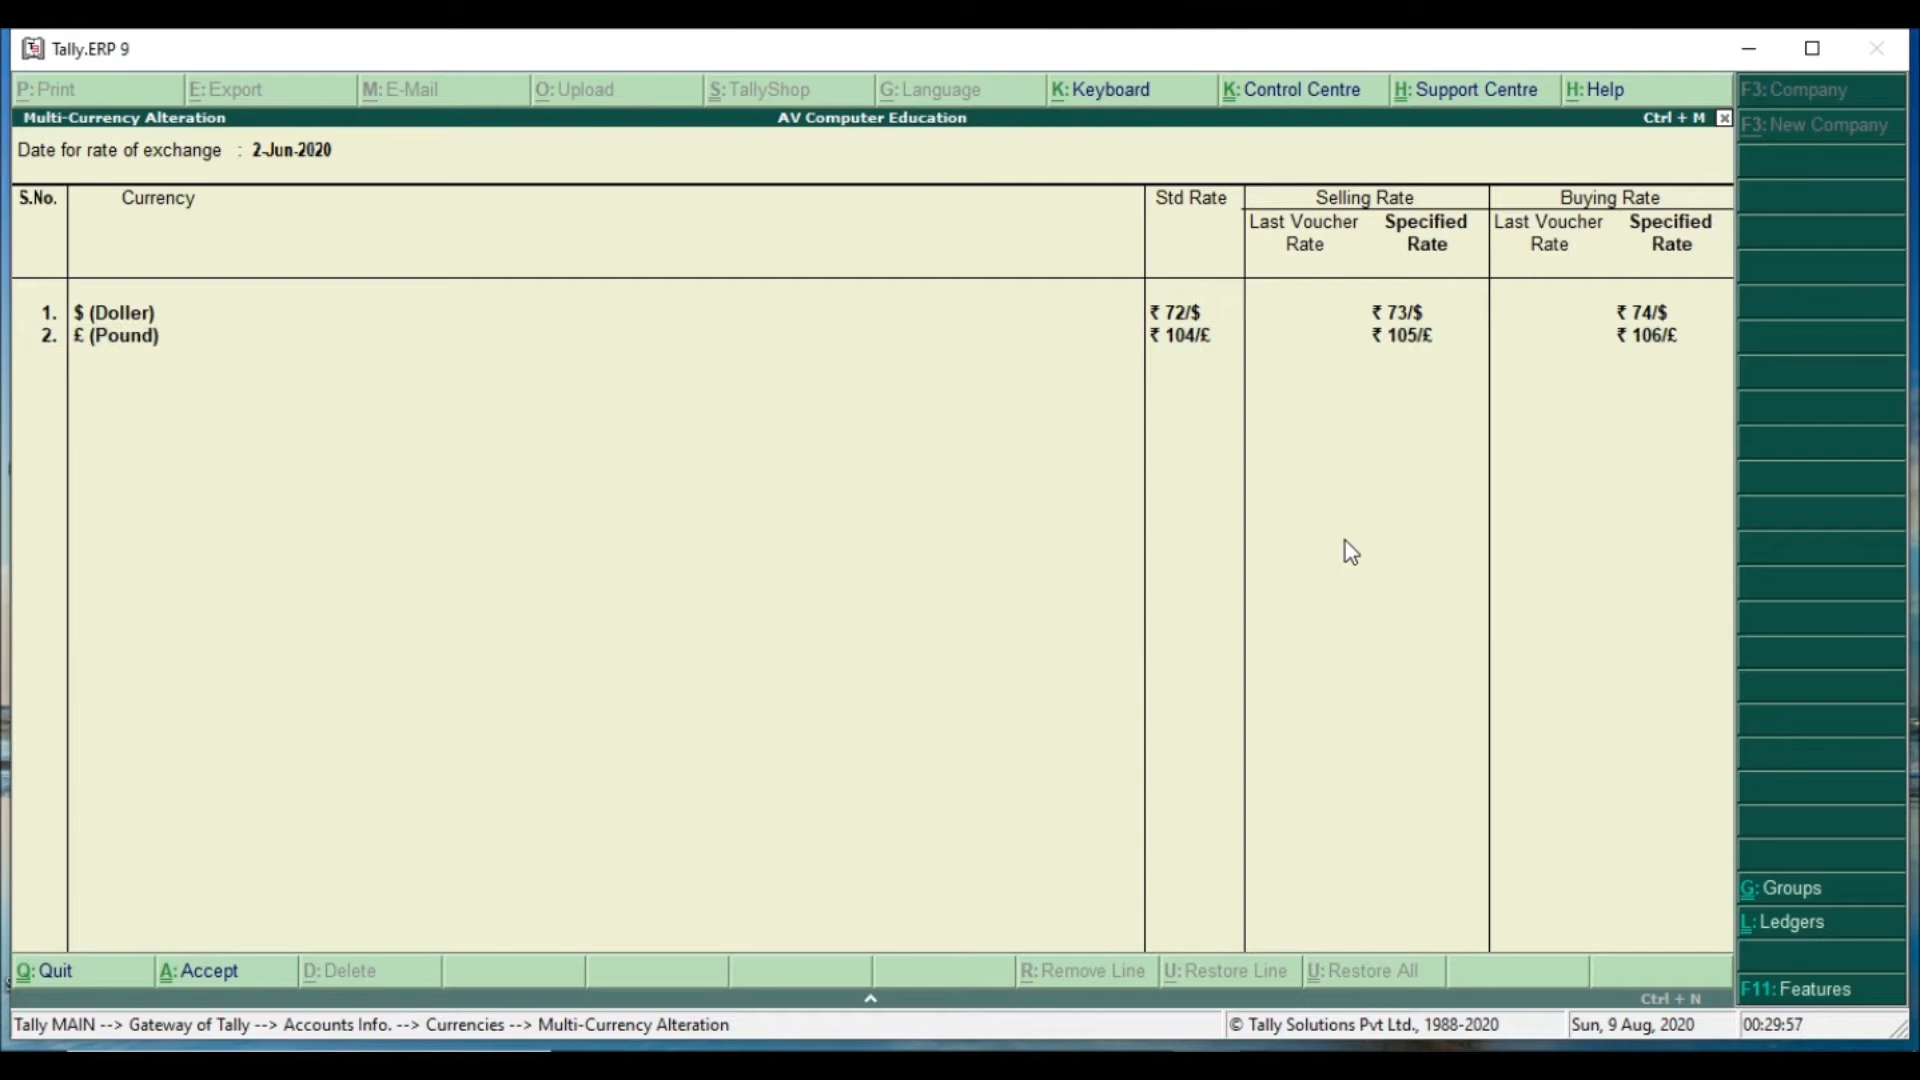 Tally.ERP 9
P: Print E: Export M: E-Mail O: Upload S: TallyShop G: Language K: Keyboard K: Control Centre H: Support Centre H: Help F3: Company
Multi-Currency Alteration AV Computer Education Ctrl + M F3: New Company
Date for rate of exchange : 2-Jun-2020
S.No. Currency Std Rate Selling Rate Buying Rate
Last Voucher Specified Last Voucher Specified
Rate Rate Rate Rate
1. $ (Doller) ₹ 72/$ ₹ 73/$ ₹ 74/$
2. £ (Pound) ₹ 104/£ ₹ 105/£ ₹ 106/£
G: Groups
L: Ledgers
Q: Quit A: Accept D: Delete R: Remove Line U: Restore Line U: Restore All
F11: Features
Ctrl + N
Tally MAIN --> Gateway of Tally --> Accounts Info. --> Currencies --> Multi-Currency Alteration © Tally Solutions Pvt Ltd., 1988-2020 Sun, 9 Aug, 2020 00:29:57